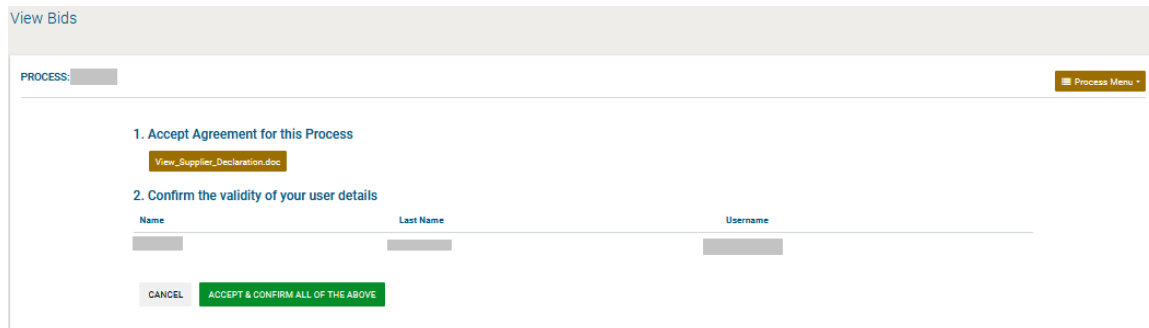 View Bids
PROCESS:
Process Menu
1. Accept Agreement for this Process
View_Supplier_Declaration.doc
2. Confirm the validity of your user details
Name Last Name Username
CANCEL ACCEPT & CONFIRM ALL OF THE ABOVE